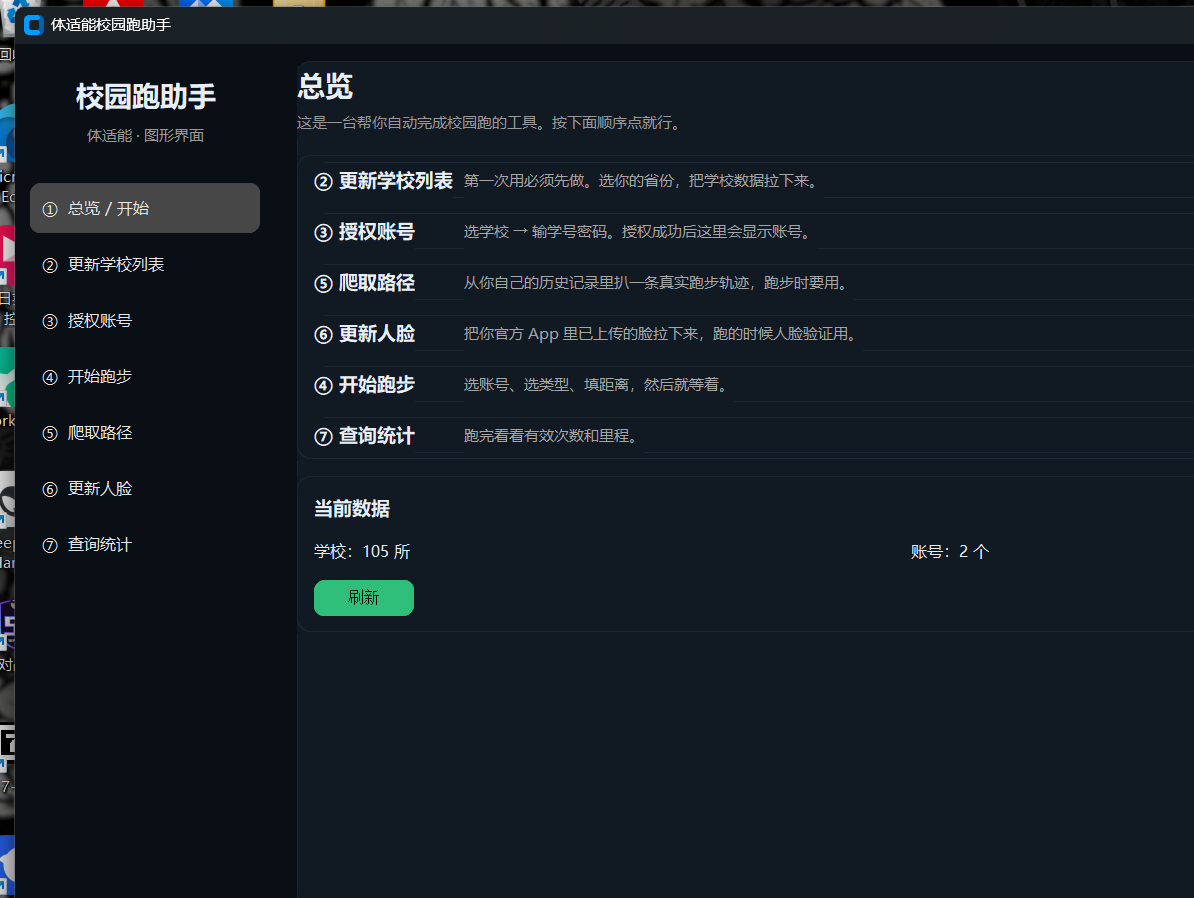 体适能校园跑助手
校园跑助手
体适能 · 图形界面
① 总览 / 开始
② 更新学校列表
③ 授权账号
④ 开始跑步
⑤ 爬取路径
⑥ 更新人脸
⑦ 查询统计
总览
这是一台帮你自动完成校园跑的工具。按下面顺序点就行。
② 更新学校列表 第一次用必须先做。选你的省份，把学校数据拉下来。
③ 授权账号 选学校 → 输学号密码。授权成功后这里会显示账号。
⑤ 爬取路径 从你自己的历史记录里扒一条真实跑步轨迹，跑步时要用。
⑥ 更新人脸 把你官方 App 里已上传的脸拉下来，跑的时候人脸验证用。
④ 开始跑步 选账号、选类型、填距离，然后就等着。
⑦ 查询统计 跑完看看有效次数和里程。
当前数据
学校：105 所 账号：2 个
刷新